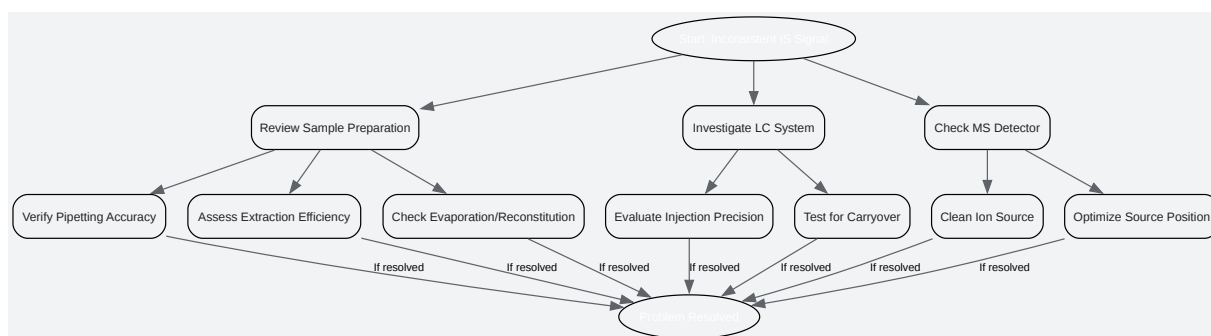 Start: Inconsistent IS Signal
Review Sample Preparation
Investigate LC System
Check MS Detector
Verify Pipetting Accuracy
Assess Extraction Efficiency
Check Evaporation/Reconstitution
Evaluate Injection Precision
Test for Carryover
Clean Ion Source
Optimize Source Position
If resolved
If resolved
If resolved
If resolved
If resolved
If resolved
If resolved
Problem Resolved